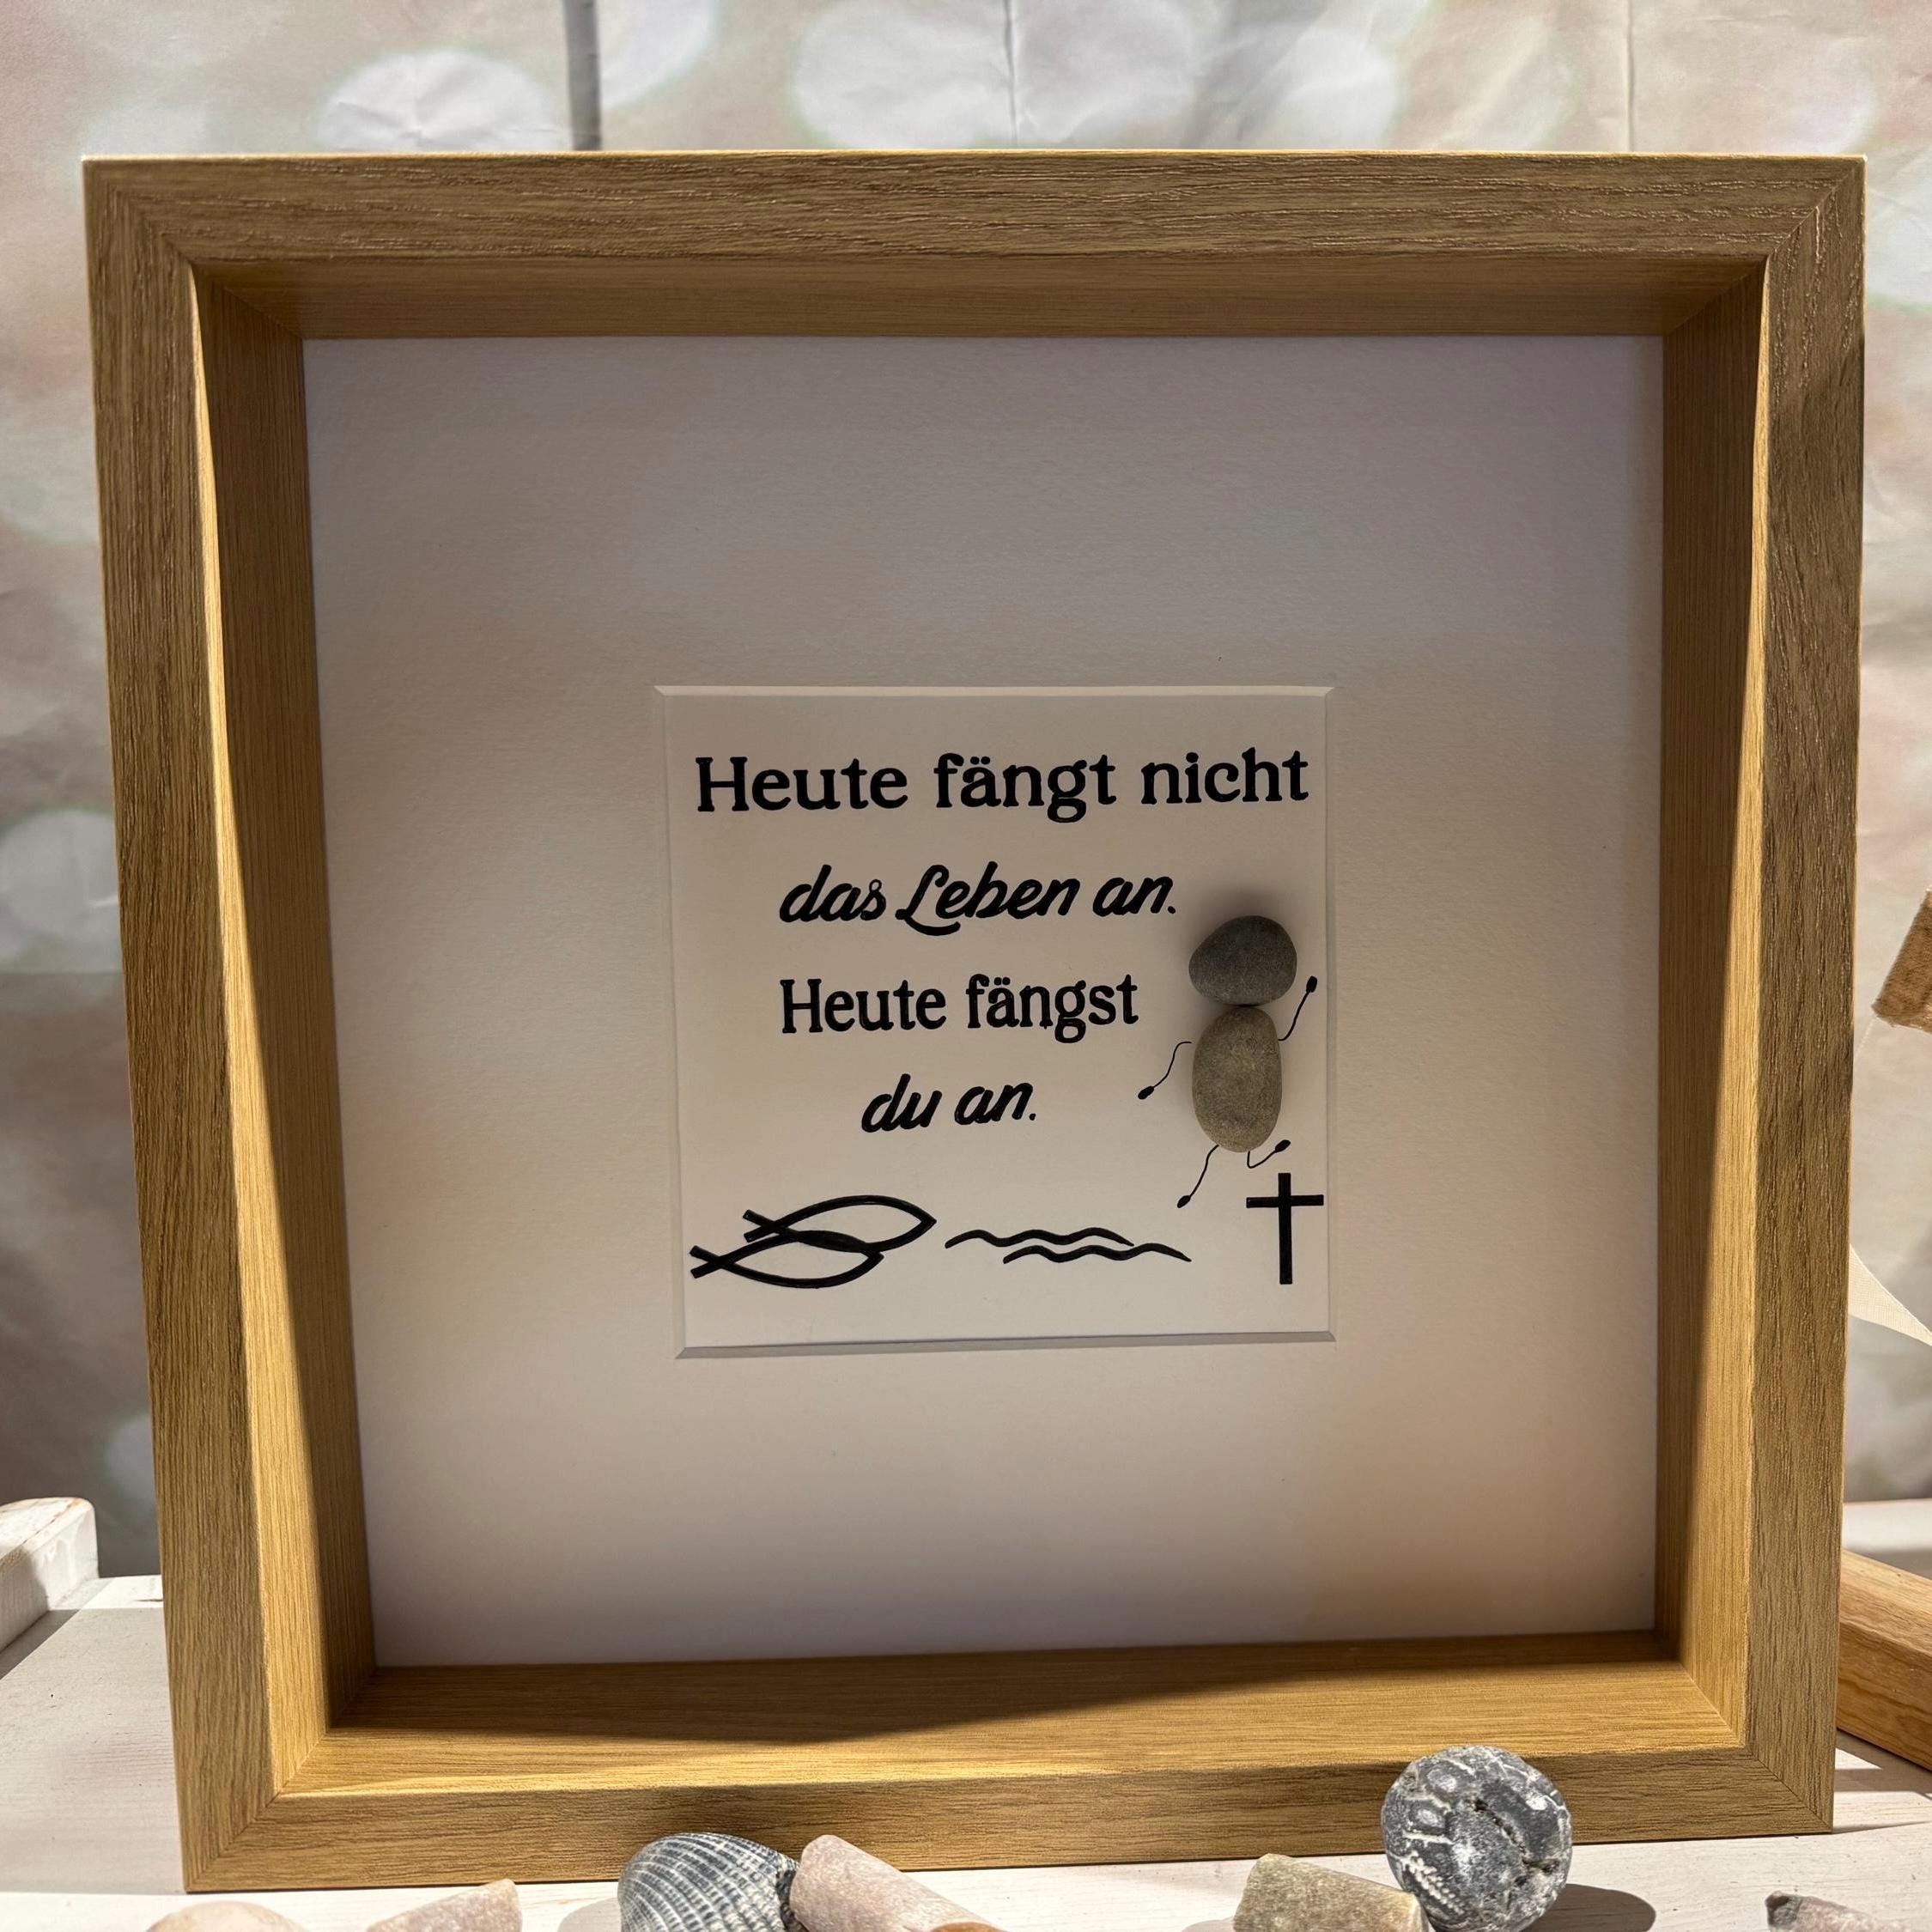 Heute fängt nicht
das Leben an.
Heute fängst
du an.